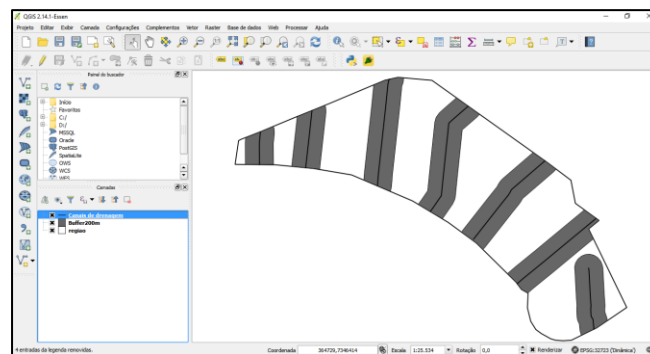 QGIS 2.14.1-Essen
Projeto Editar Exibir Camada Configurações Complementos Vetor Raster Base de dados Web Processar Ajuda
Painel do buscador
Início
Favoritos
C:/
D:/
MSSQL
Oracle
PostGIS
SpatiaLite
OWS
WCS
WFS
Camadas
Canais de drenagem
Buffer200m
regiao
4 entradas da legenda removidas.
Coordenada 364729,7346414 Escala 1:25.534 Rotação 0,0 Renderizar EPSG:32723 ('Dinâmica')